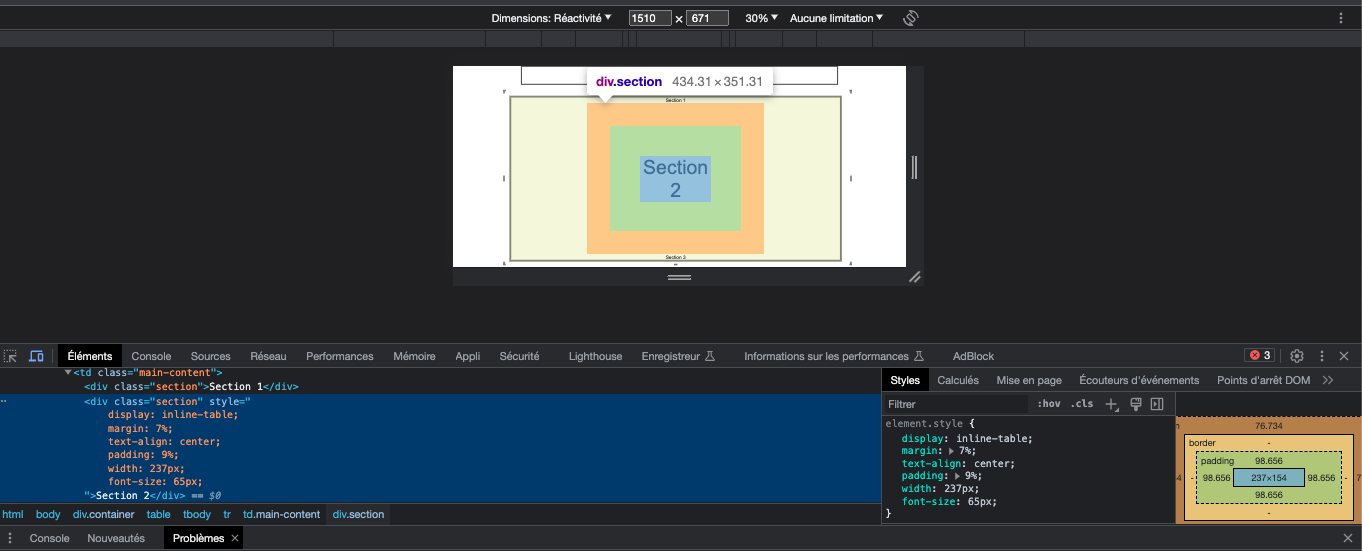 Dimensions: Réactivité ▼ 1510 × 671 30% ▼ Aucune limitation ▼
div.section 434.31 × 351.31
Section 1
Section
2
Section 3
Éléments Console Sources Réseau Performances Mémoire Appli Sécurité Lighthouse Enregistreur Informations sur les performances AdBlock 3
▼<td class="main-content">
<div class="section">Section 1</div>
<div class="section" style="
display: inline-table;
margin: 7%;
text-align: center;
padding: 9%;
width: 237px;
font-size: 65px;
">Section 2</div> == $0
html body div.container table tbody tr td.main-content div.section
Styles Calculés Mise en page Écouteurs d'événements Points d'arrêt DOM
Filtrer :hov .cls
element.style {
display: inline-table;
margin: ▶ 7%;
text-align: center;
padding: ▶ 9%;
width: 237px;
font-size: 65px;
}
76.734
border -
padding 98.656
- 98.656 237×154 98.656 -
98.656
-
Console Nouveautés Problèmes ×